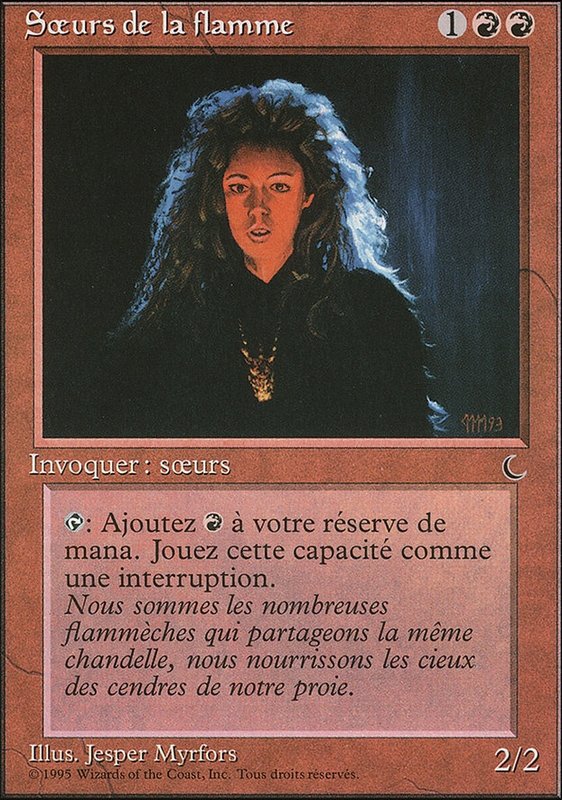 Sœurs de la flamme
1
Invoquer : sœurs
: Ajoutez à votre réserve de
mana. Jouez cette capacité comme
une interruption.
Nous sommes les nombreuses
flammèches qui partageons la même
chandelle, nous nourrissons les cieux
des cendres de notre proie.
Illus. Jesper Myrfors
2/2
© 1995 Wizards of the Coast, Inc. Tous droits réservés.